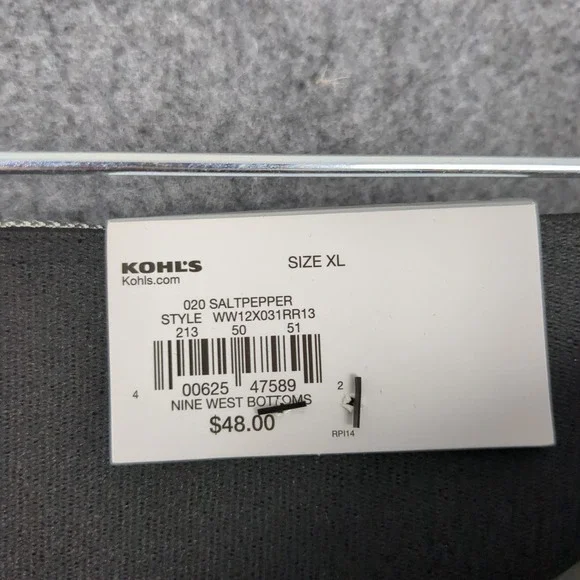 KOHL'S
Kohls.com
SIZE XL
020 SALTPEPPER
STYLE WW12X031RR13
213 50 51
4 00625 47589 2
NINE WEST BOTTOMS
$48.00
RPI14